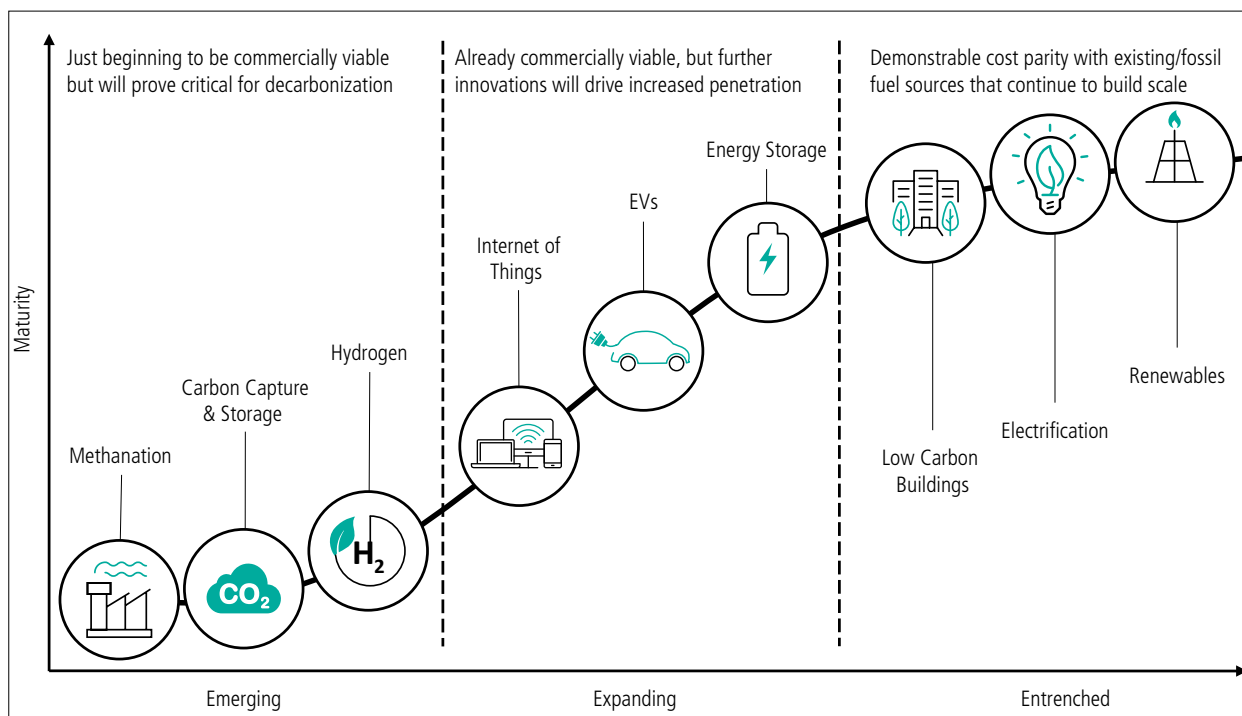 Just beginning to be commercially viable
but will prove critical for decarbonization
Already commercially viable, but further
innovations will drive increased penetration
Demonstrable cost parity with existing/fossil
fuel sources that continue to build scale
Maturity
Methanation
Carbon Capture
& Storage
Hydrogen
Internet of
Things
EVs
Energy Storage
Low Carbon
Buildings
Electrification
Renewables
CO₂
H₂
Emerging
Expanding
Entrenched